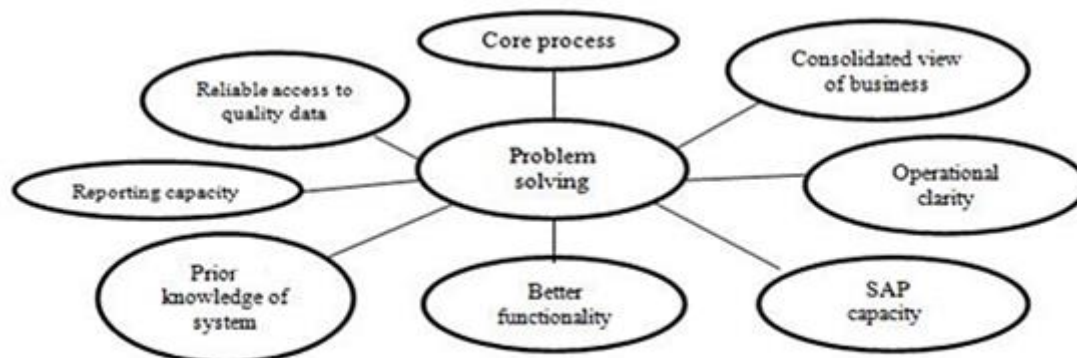 Core process
Consolidated view
of business
Reliable access to
quality data
Problem
solving
Reporting capacity
Operational
clarity
Prior
knowledge of
system
Better
functionality
SAP
capacity